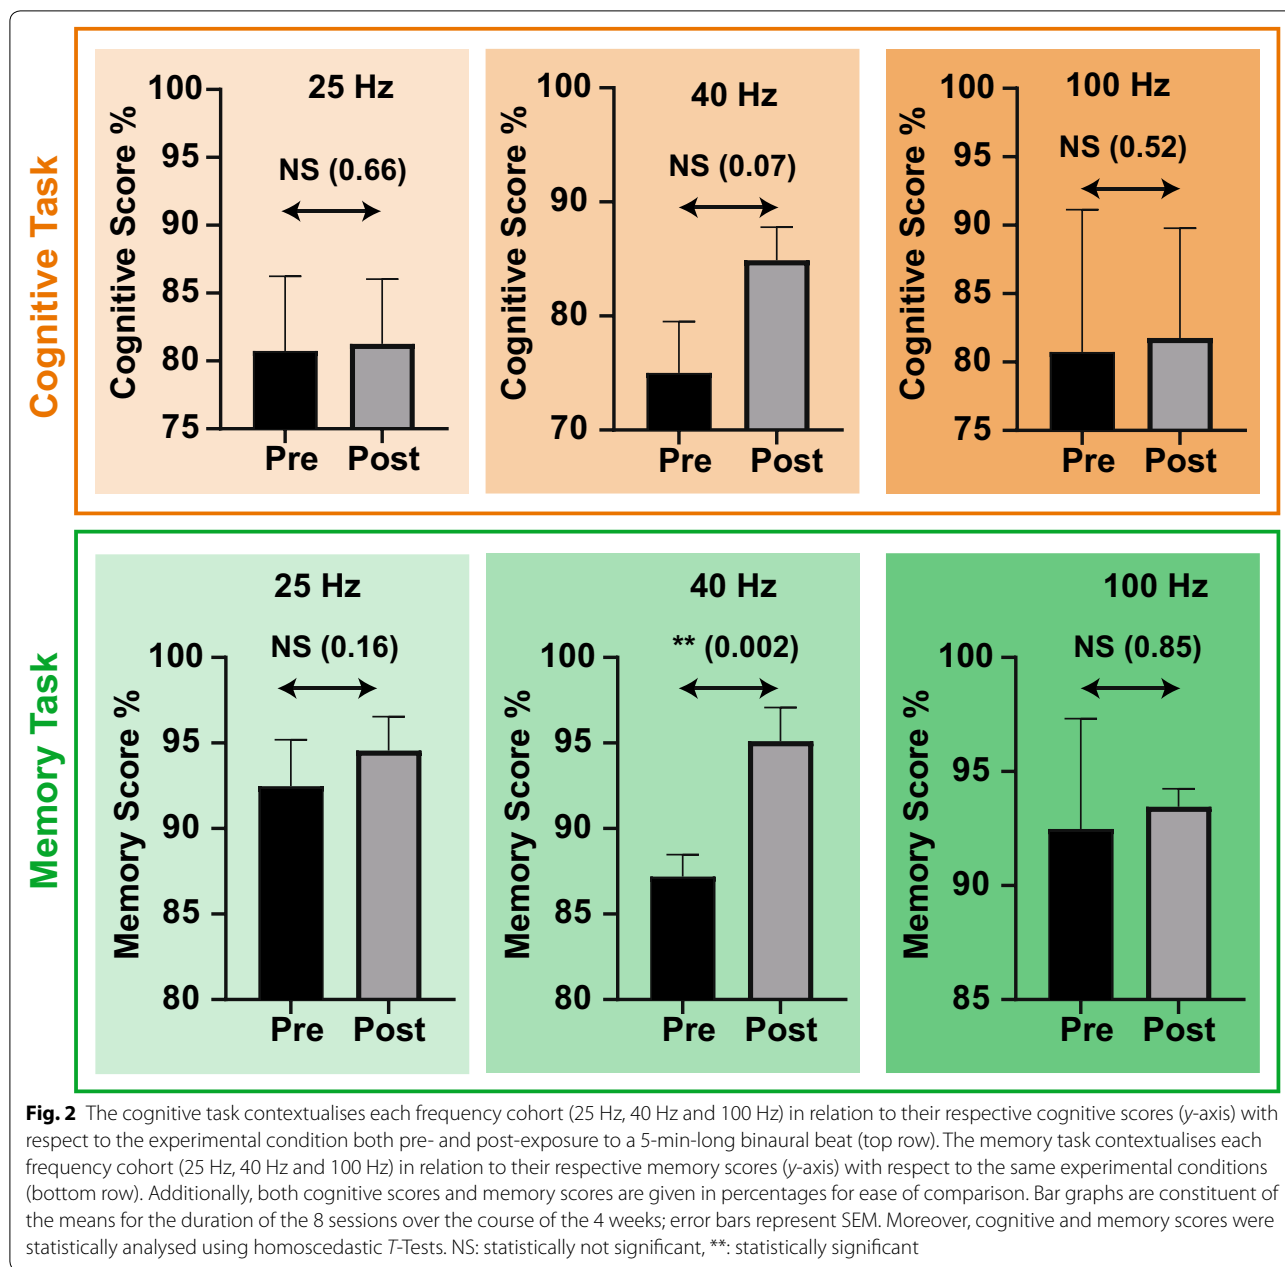 Cognitive Task
25 Hz
NS (0.66)
Cognitive Score %
100
95
90
85
80
75
Pre Post
40 Hz
NS (0.07)
Cognitive Score %
100
90
80
70
Pre Post
100 Hz
NS (0.52)
Cognitive Score %
100
95
90
85
80
75
Pre Post
Memory Task
25 Hz
NS (0.16)
Memory Score %
100
95
90
85
80
Pre Post
40 Hz
** (0.002)
Memory Score %
100
95
90
85
80
Pre Post
100 Hz
NS (0.85)
Memory Score %
100
95
90
85
Pre Post
Fig. 2 The cognitive task contextualises each frequency cohort (25 Hz, 40 Hz and 100 Hz) in relation to their respective cognitive scores (y-axis) with
respect to the experimental condition both pre- and post-exposure to a 5-min-long binaural beat (top row). The memory task contextualises each
frequency cohort (25 Hz, 40 Hz and 100 Hz) in relation to their respective memory scores (y-axis) with respect to the same experimental conditions
(bottom row). Additionally, both cognitive scores and memory scores are given in percentages for ease of comparison. Bar graphs are constituent of
the means for the duration of the 8 sessions over the course of the 4 weeks; error bars represent SEM. Moreover, cognitive and memory scores were
statistically analysed using homoscedastic T-Tests. NS: statistically not significant, **: statistically significant